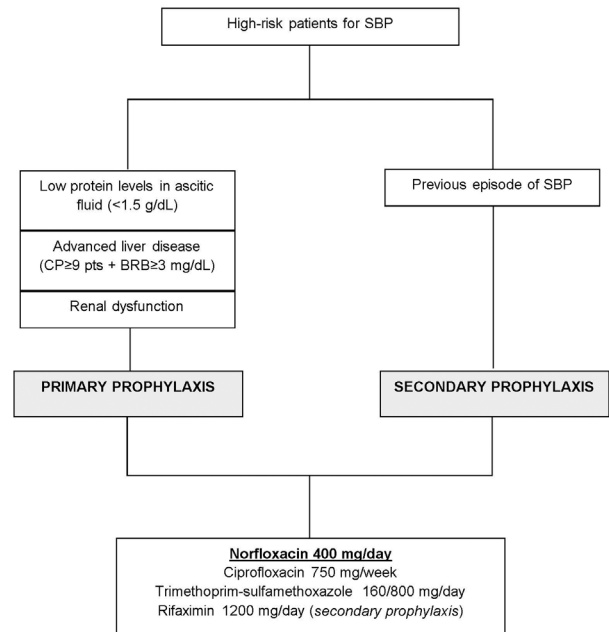 High-risk patients for SBP
Low protein levels in ascitic
fluid (<1.5 g/dL)
Advanced liver disease
(CP≥9 pts + BRB≥3 mg/dL)
Renal dysfunction
Previous episode of SBP
PRIMARY PROPHYLAXIS
SECONDARY PROPHYLAXIS
Norfloxacin 400 mg/day
Ciprofloxacin 750 mg/week
Trimethoprim-sulfamethoxazole 160/800 mg/day
Rifaximin 1200 mg/day (secondary prophylaxis)